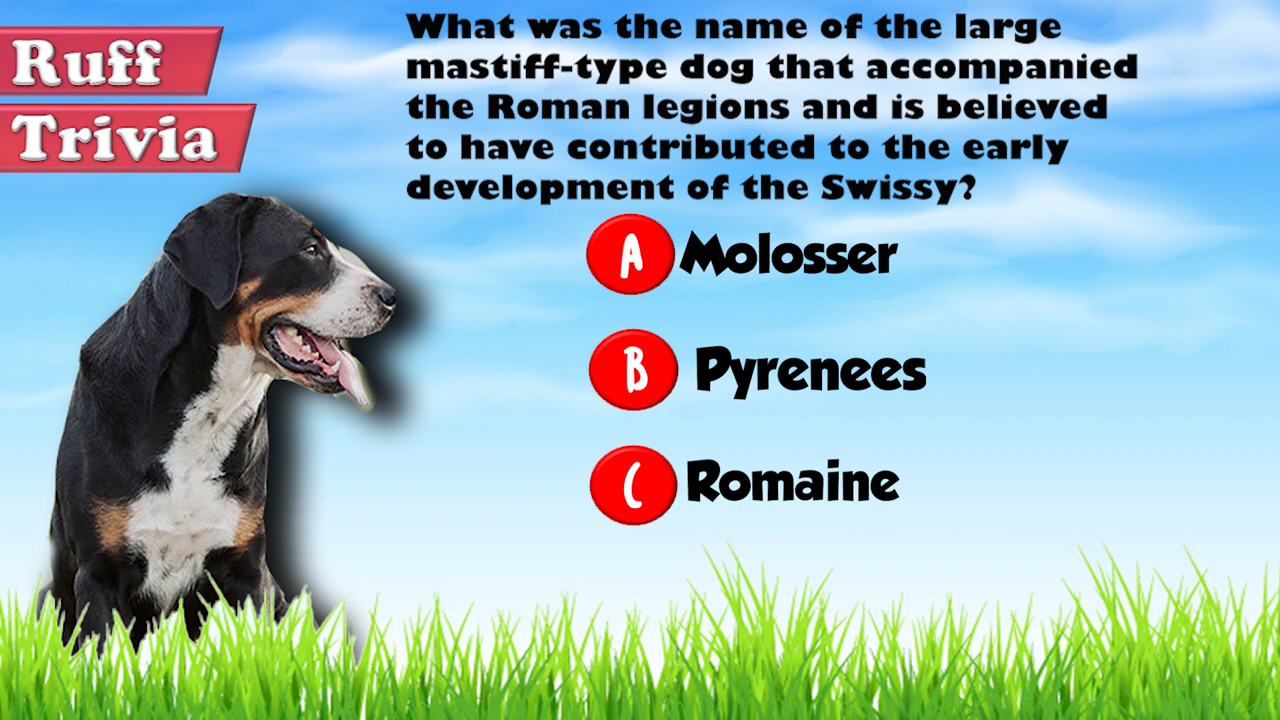 Ruff
Trivia
What was the name of the large
mastiff-type dog that accompanied
the Roman legions and is believed
to have contributed to the early
development of the Swissy?
A Molosser
B Pyrenees
C Romaine